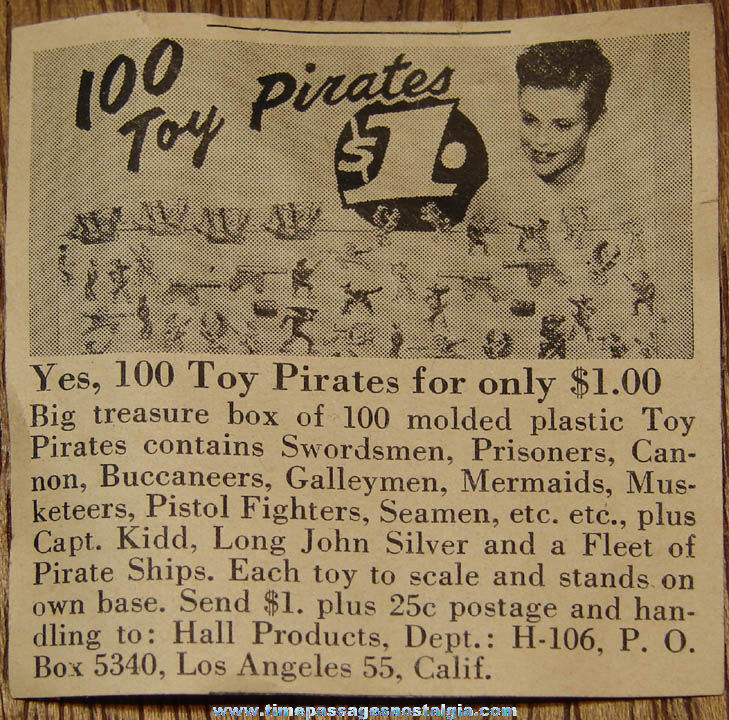 100
Toy Pirates
$1.
Yes, 100 Toy Pirates for only $1.00
Big treasure box of 100 molded plastic Toy
Pirates contains Swordsmen, Prisoners, Can-
non, Buccaneers, Galleymen, Mermaids, Mus-
keteers, Pistol Fighters, Seamen, etc. etc., plus
Capt. Kidd, Long John Silver and a Fleet of
Pirate Ships. Each toy to scale and stands on
own base. Send $1. plus 25c postage and han-
dling to: Hall Products, Dept.: H-106, P. O.
Box 5340, Los Angeles 55, Calif.
www.timepassagesnostalgia.com